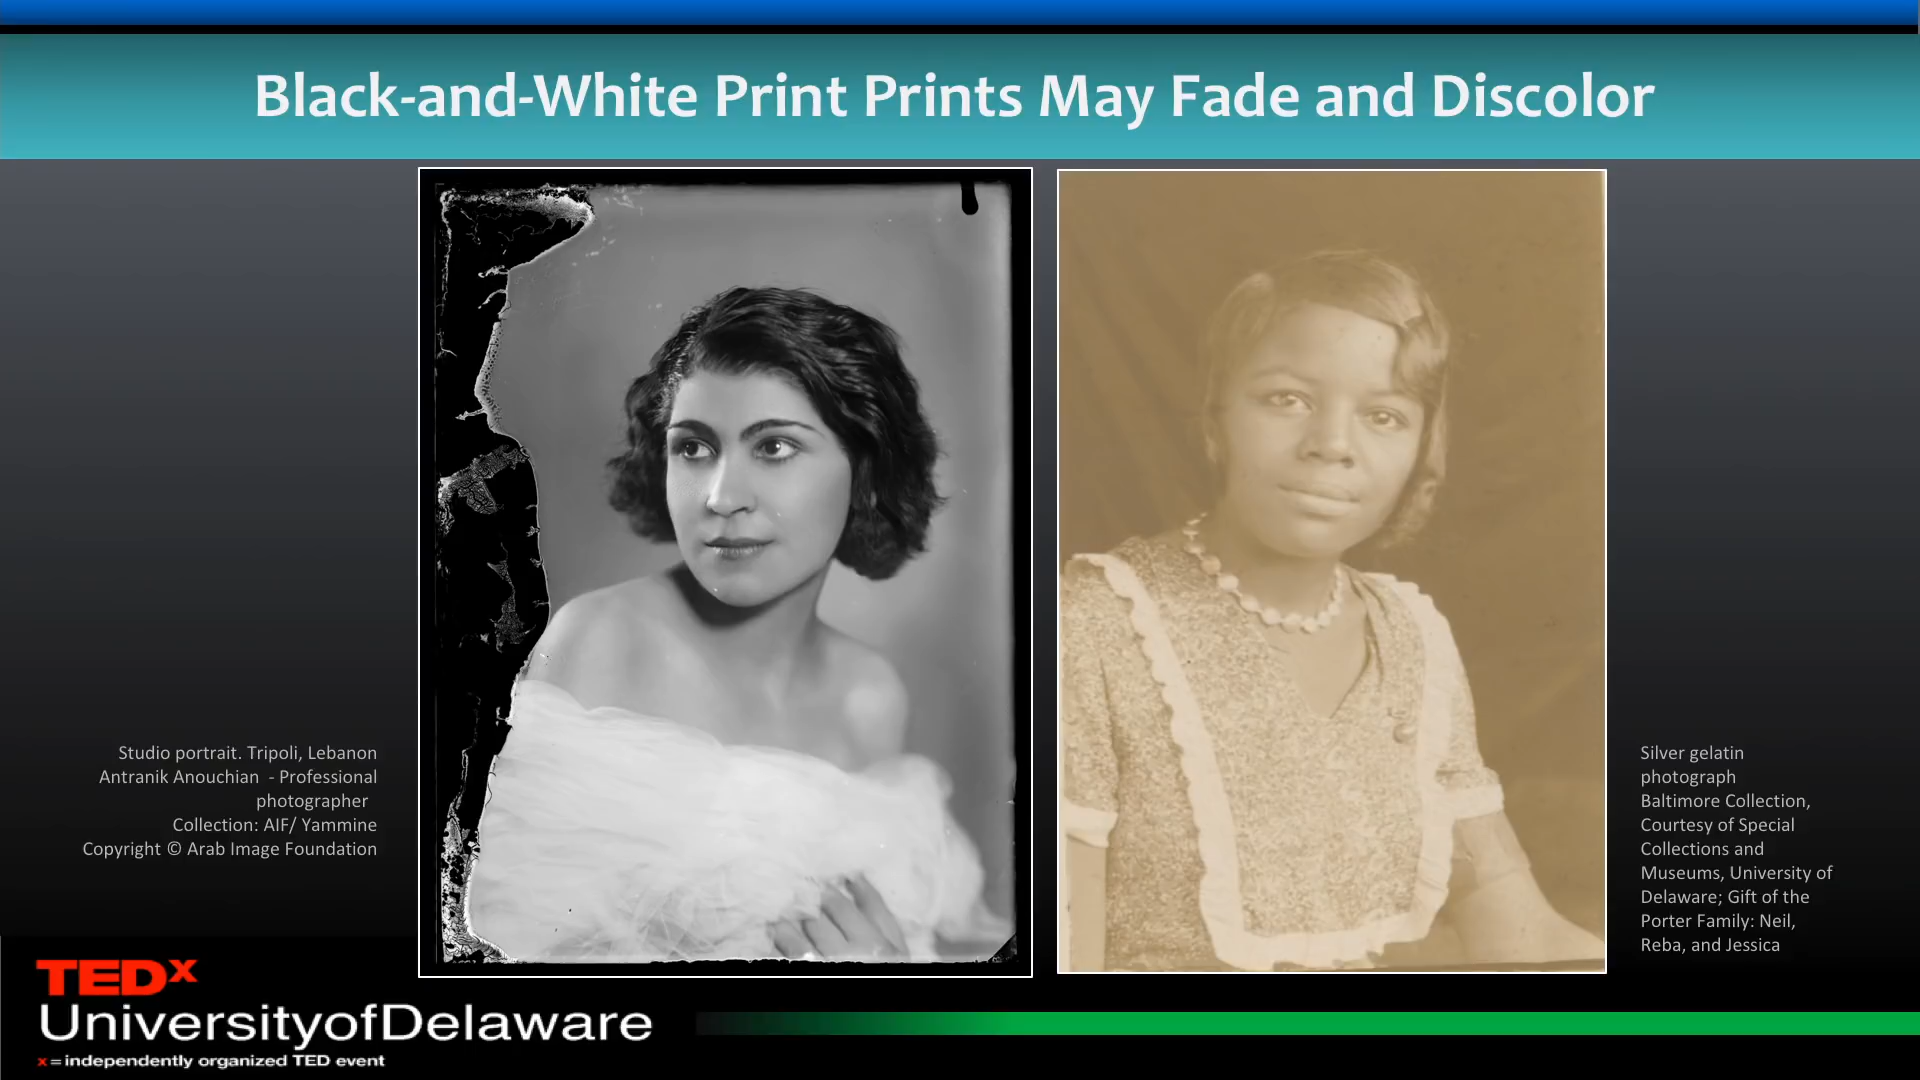 Black-and-White Print Prints May Fade and Discolor
Studio portrait. Tripoli, Lebanon
Antranik Anouchian  - Professional
photographer
Collection: AIF/ Yammine
Copyright © Arab Image Foundation
Silver gelatin
photograph
Baltimore Collection,
Courtesy of Special
Collections and
Museums, University of
Delaware; Gift of the
Porter Family: Neil,
Reba, and Jessica
TEDx
UniversityofDelaware
x = independently organized TED event